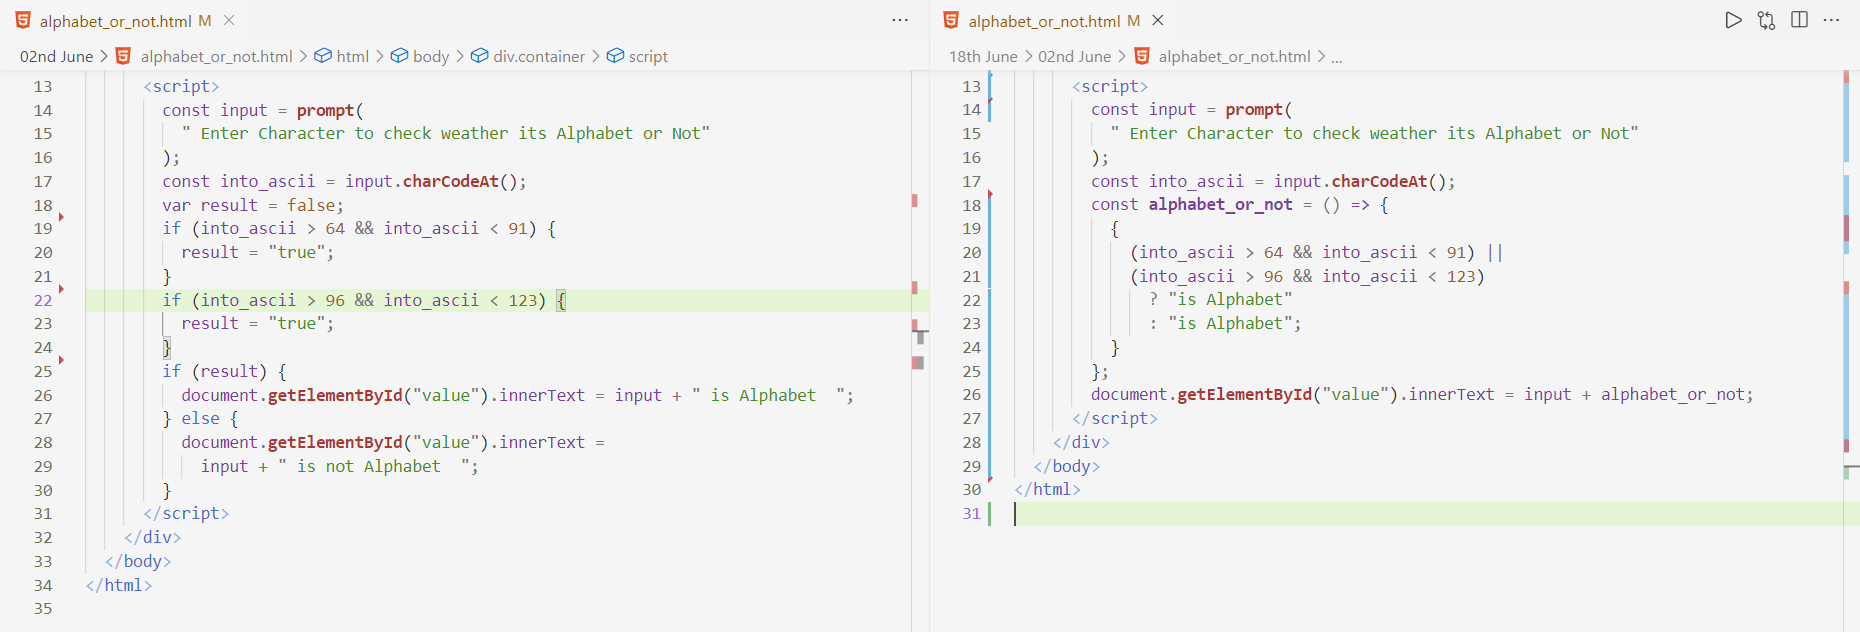 alphabet_or_not.html M
02nd June > alphabet_or_not.html > html > body > div.container > script
13 <script>
14 const input = prompt(
15 " Enter Character to check weather its Alphabet or Not"
16 );
17 const into_ascii = input.charCodeAt();
18 var result = false;
19 if (into_ascii > 64 && into_ascii < 91) {
20 result = "true";
21 }
22 if (into_ascii > 96 && into_ascii < 123) {
23 result = "true";
24 }
25 if (result) {
26 document.getElementById("value").innerText = input + " is Alphabet  ";
27 } else {
28 document.getElementById("value").innerText =
29 input + " is not Alphabet  ";
30 }
31 </script>
32 </div>
33 </body>
34 </html>
35
alphabet_or_not.html M
18th June > 02nd June > alphabet_or_not.html > ...
13 <script>
14 const input = prompt(
15 " Enter Character to check weather its Alphabet or Not"
16 );
17 const into_ascii = input.charCodeAt();
18 const alphabet_or_not = () => {
19 {
20 (into_ascii > 64 && into_ascii < 91) ||
21 (into_ascii > 96 && into_ascii < 123)
22 ? "is Alphabet"
23 : "is Alphabet";
24 }
25 };
26 document.getElementById("value").innerText = input + alphabet_or_not;
27 </script>
28 </div>
29 </body>
30 </html>
31